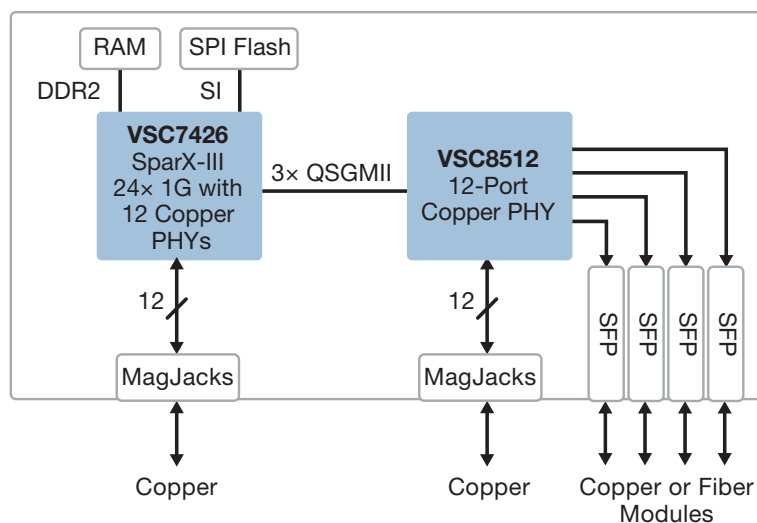 RAM
SPI Flash
DDR2
SI
VSC7426
SparX-III
24× 1G with
12 Copper
PHYs
3× QSGMII
VSC8512
12-Port
Copper PHY
12
12
SFP
SFP
SFP
SFP
MagJacks
MagJacks
Copper
Copper
Copper or Fiber
Modules